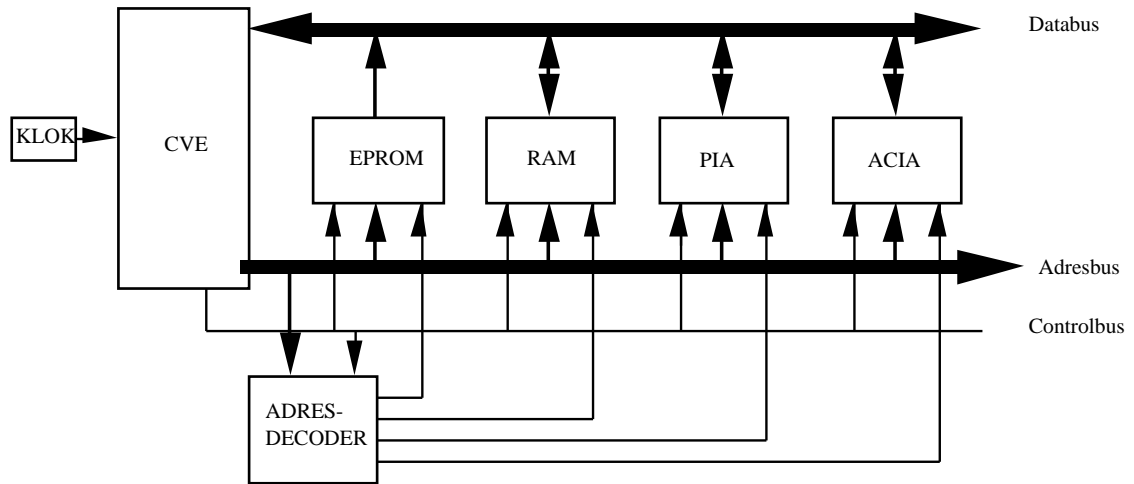 Databus
KLOK
CVE
EPROM
RAM
PIA
ACIA
Adresbus
Controlbus
ADRES-
DECODER